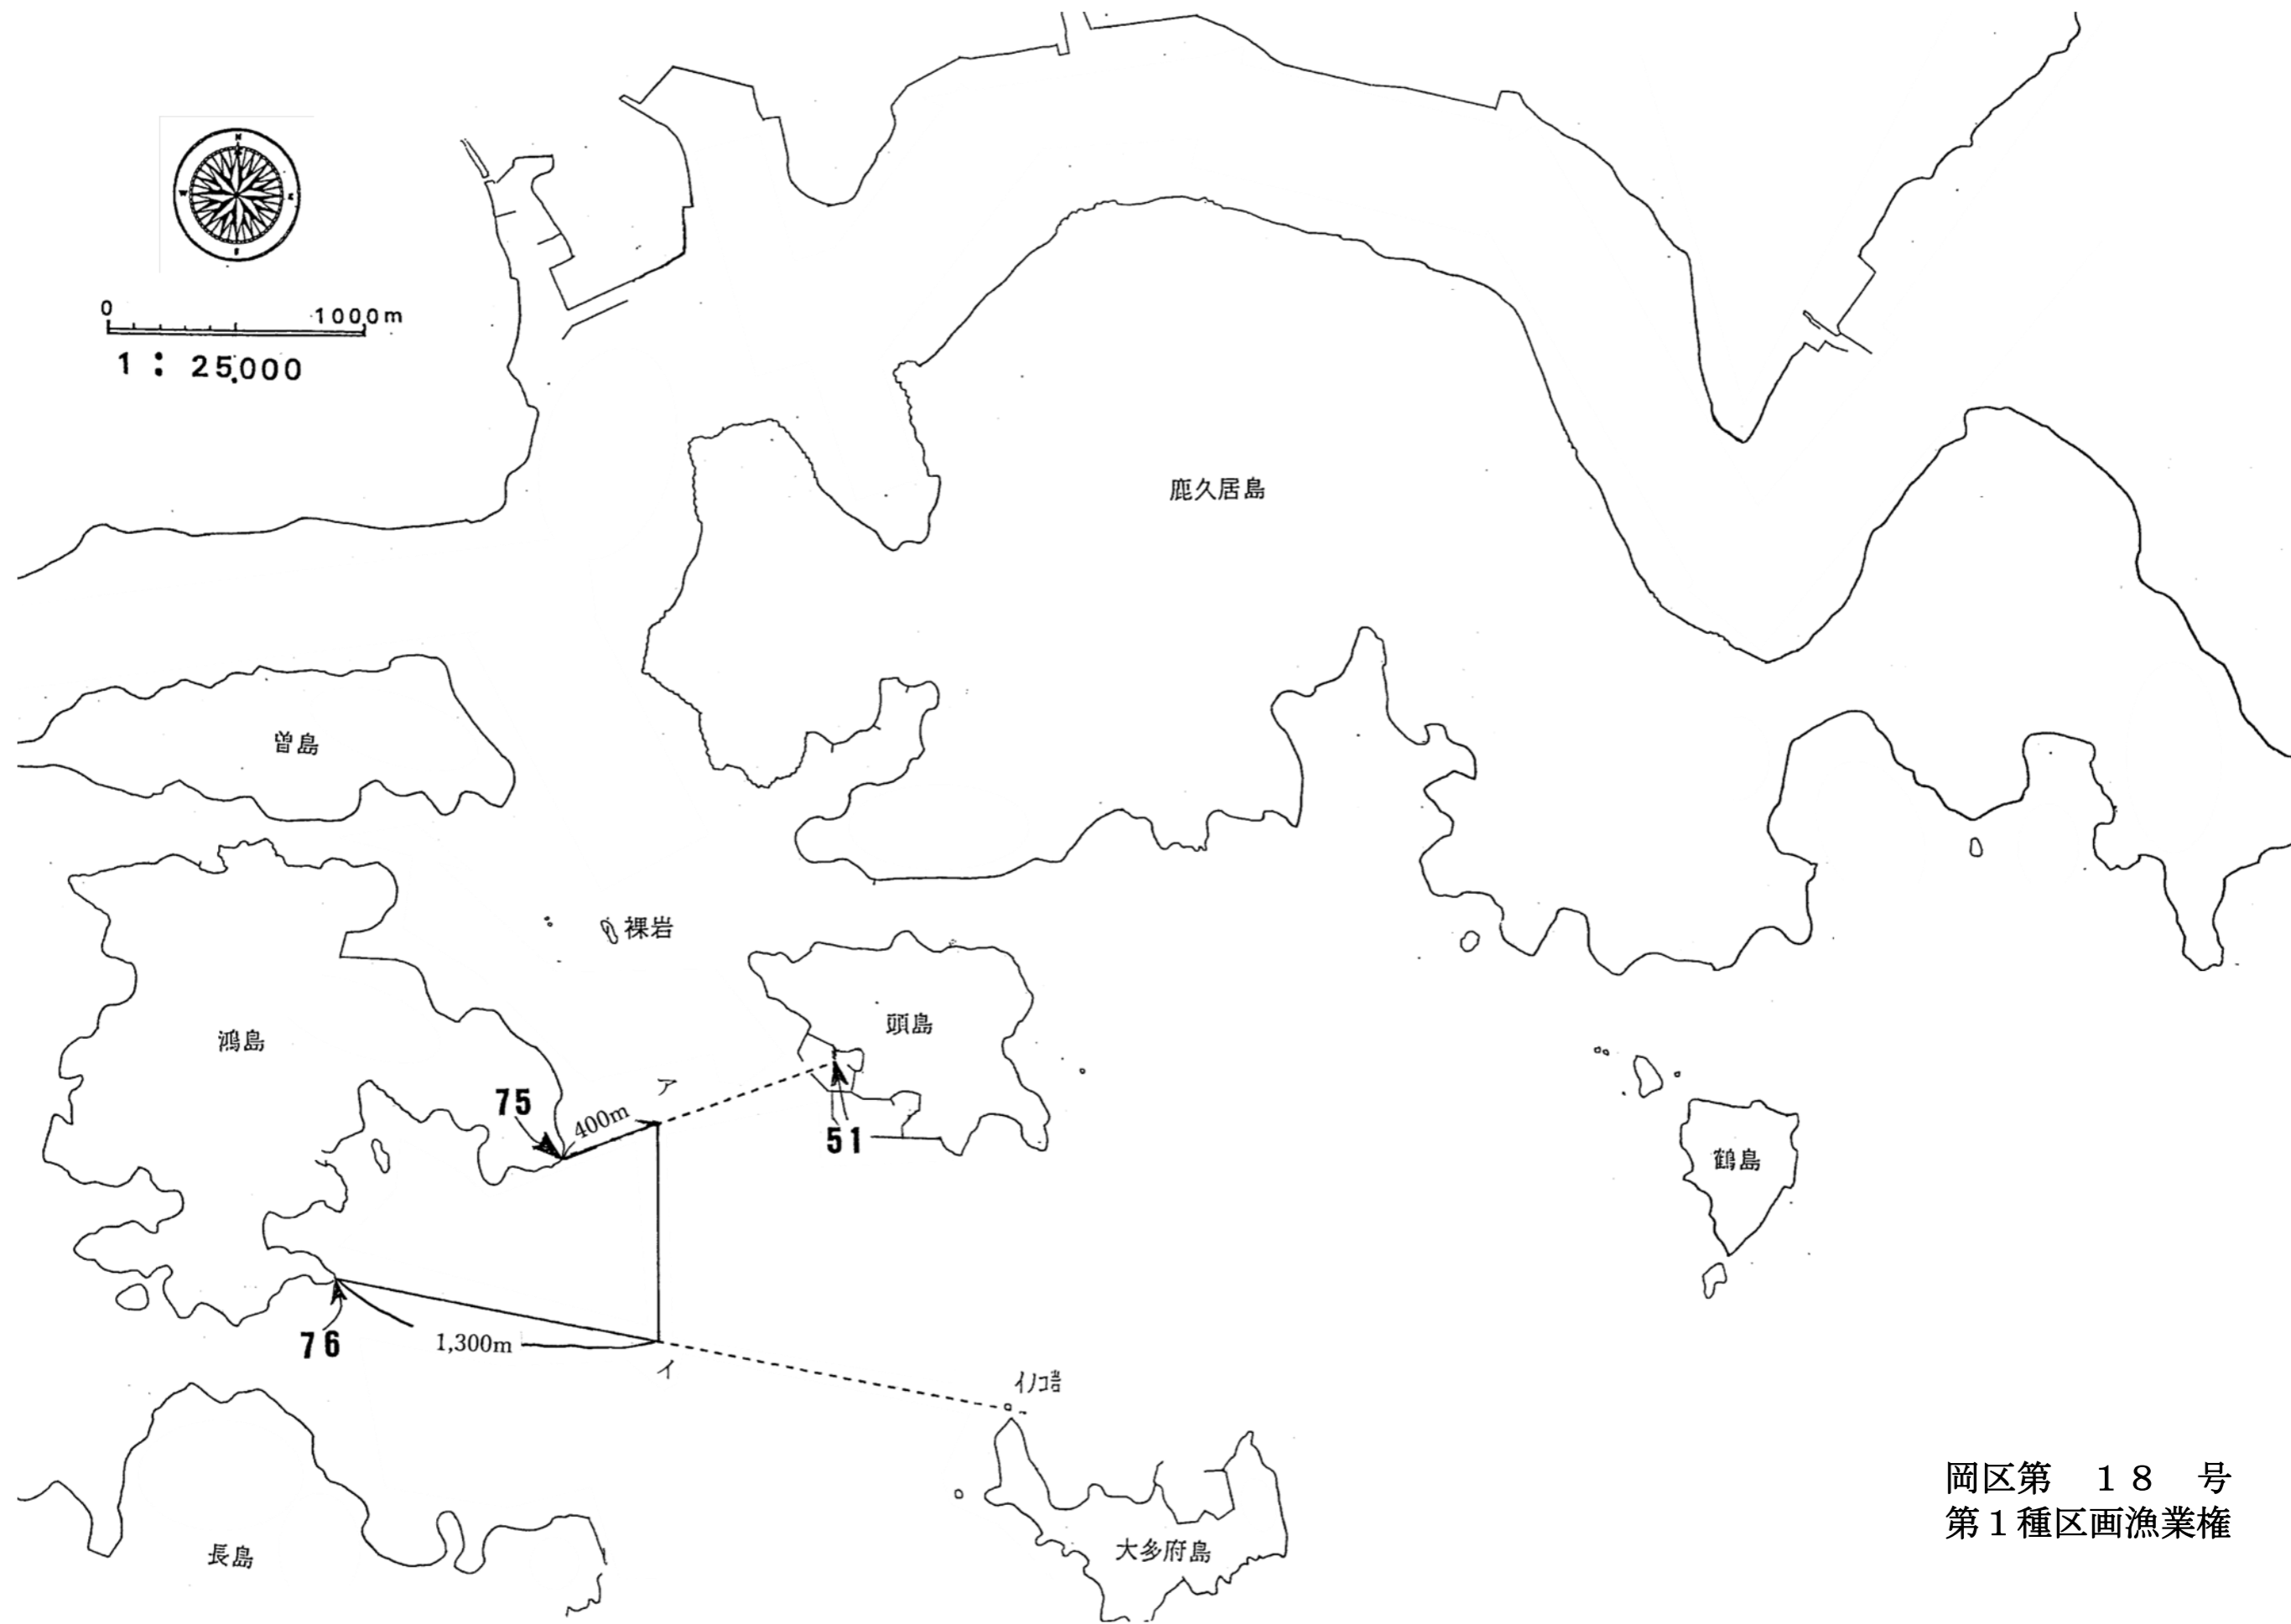 N
W
E
S
0 1000m
1 : 25,000
鹿久居島
曽島
裸岩
頭島
鴻島
ア
75
400m
51
鶴島
76
1,300m
イ
イノコ岩
長島
大多府島
岡区第 18 号
第1種区画漁業権